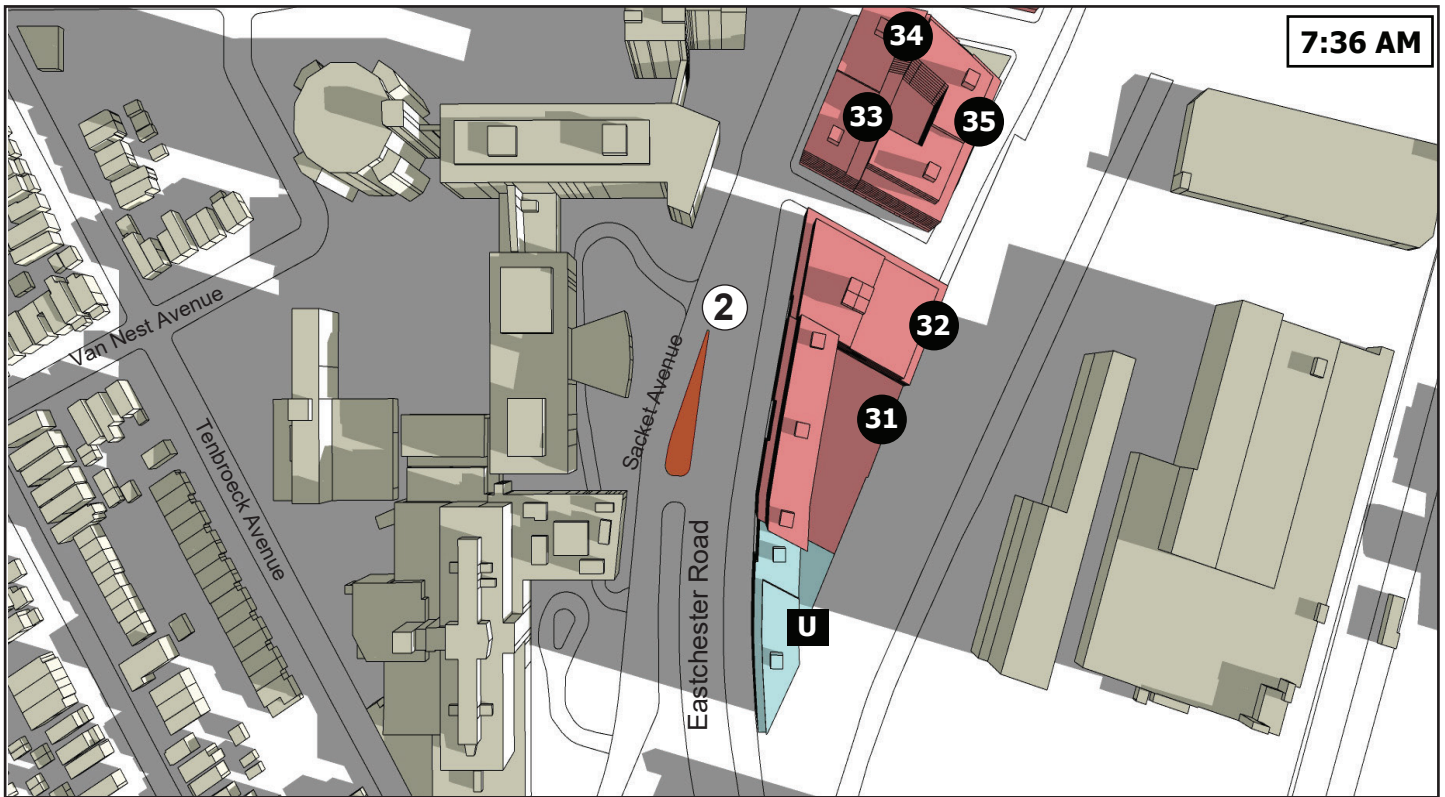 7:36 AM
34
33
35
2
32
31
Van Nest Avenue
Sacket Avenue
Tenbroeck Avenue
Eastchester Road
U